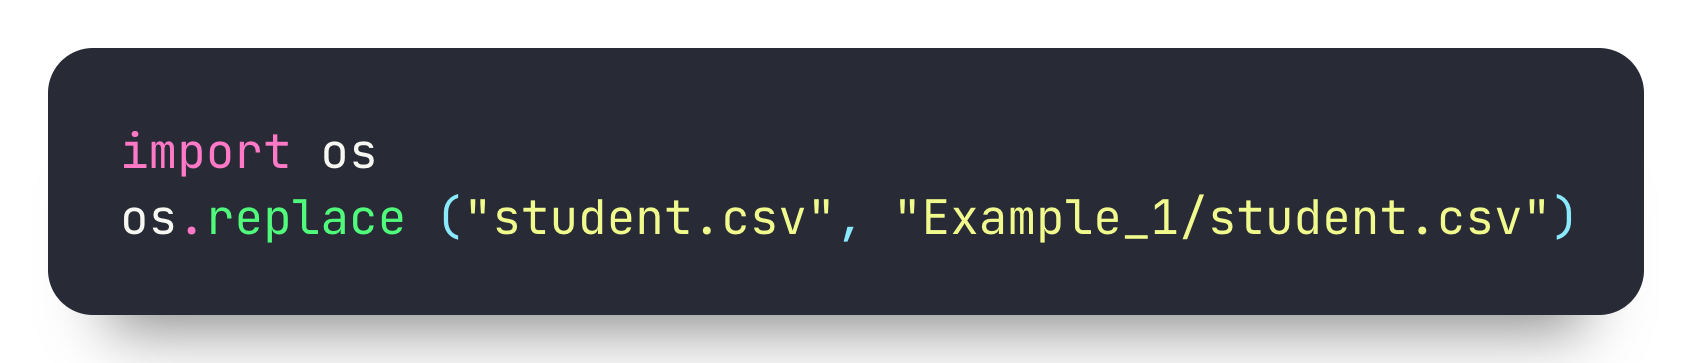 import os
os.replace ("student.csv", "Example_1/student.csv")